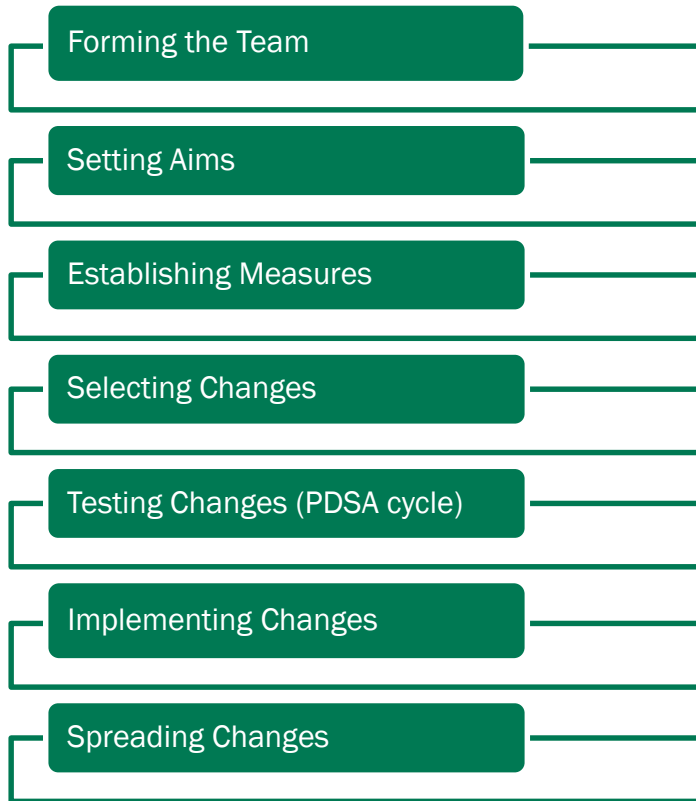 Forming the Team
Setting Aims
Establishing Measures
Selecting Changes
Testing Changes (PDSA cycle)
Implementing Changes
Spreading Changes